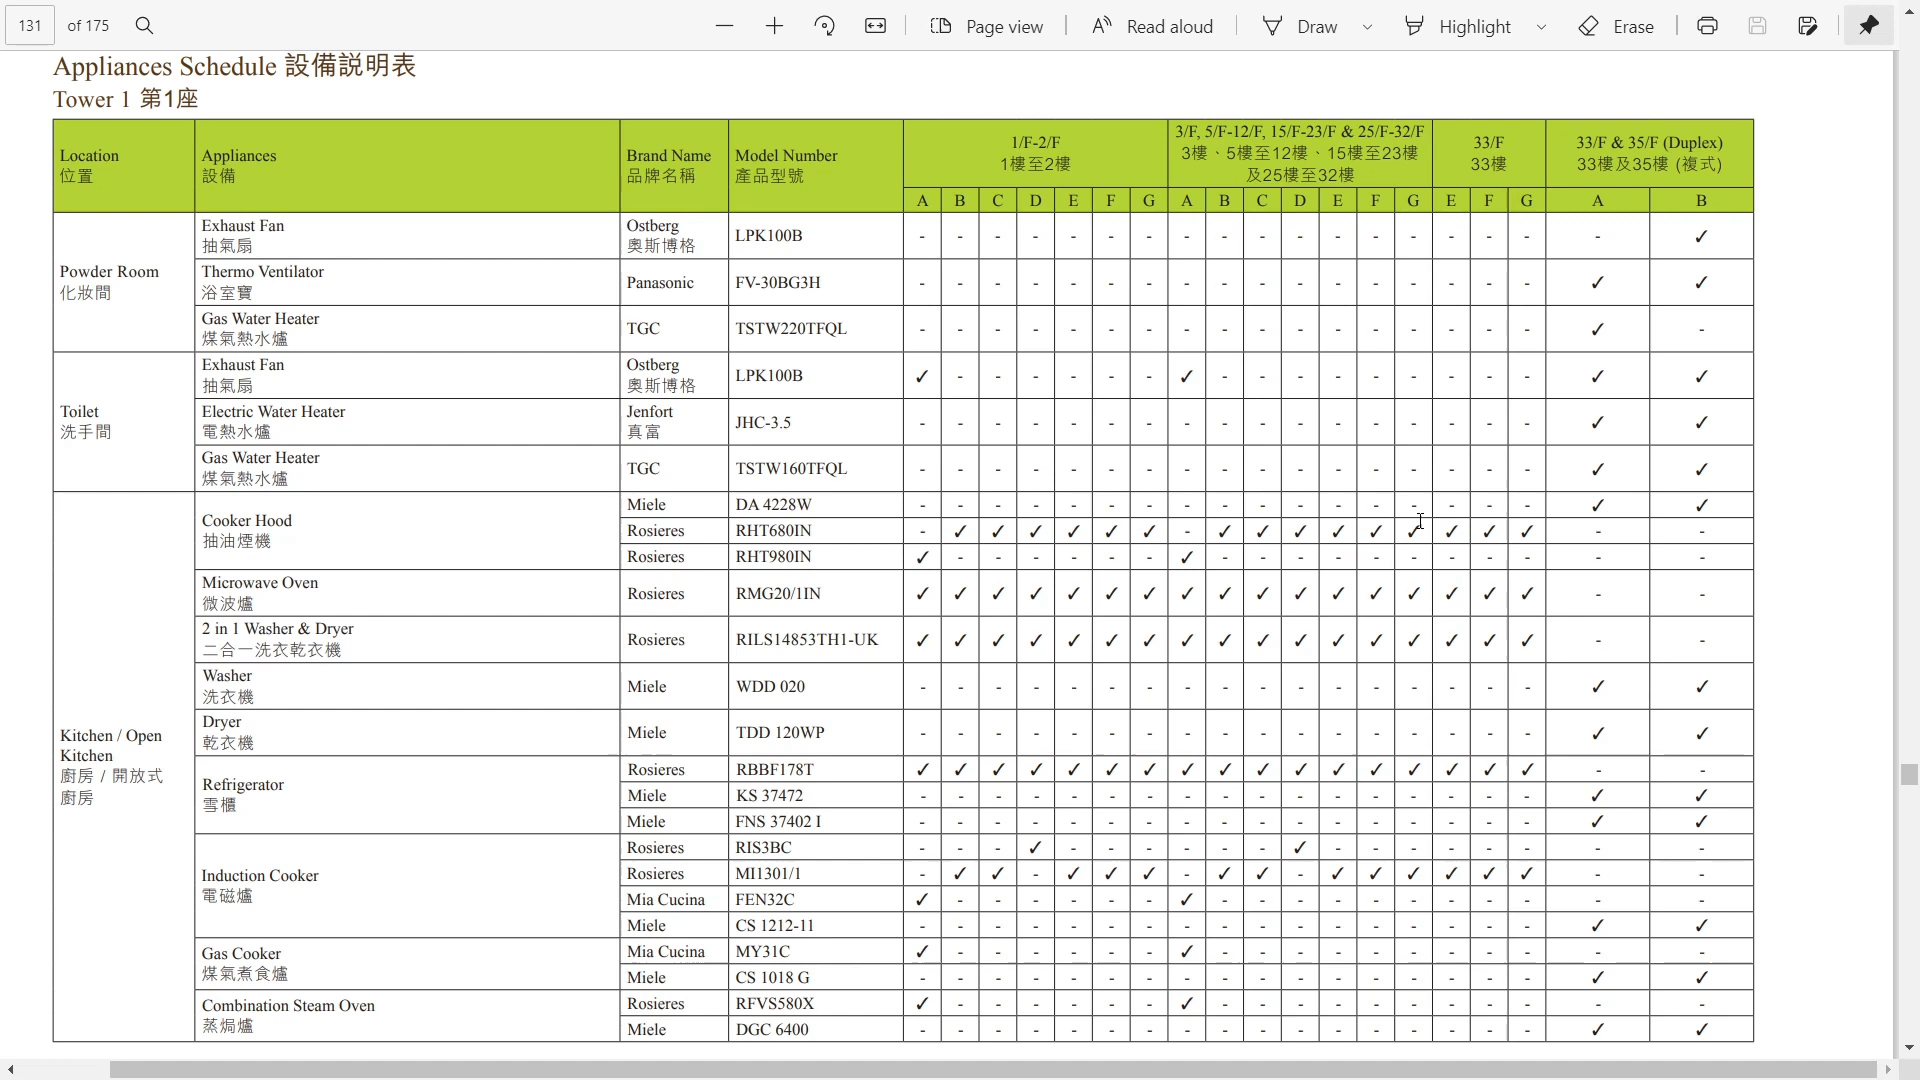 131 of 175 Page view Read aloud Draw Highlight Erase
Appliances Schedule 設備説明表
Tower 1 第1座
Location 位置 Appliances 設備 Brand Name 品牌名稱 Model Number 產品型號 1/F-2/F 1樓至2樓 3/F, 5/F-12/F, 15/F-23/F & 25/F-32/F 3樓、5樓至12樓、15樓至23樓 及25樓至32樓 33/F 33樓 33/F & 35/F (Duplex) 33樓及35樓 (複式)
A B C D E F G A B C D E F G E F G A B
Powder Room 化妝間
Exhaust Fan 抽氣扇 Ostberg 奧斯博格 LPK100B - - - - - - - - - - - - - - - - - - ✓
Thermo Ventilator 浴室寶 Panasonic FV-30BG3H - - - - - - - - - - - - - - - - - ✓ ✓
Gas Water Heater 煤氣熱水爐 TGC TSTW220TFQL - - - - - - - - - - - - - - - - - ✓ -
Toilet 洗手間
Exhaust Fan 抽氣扇 Ostberg 奧斯博格 LPK100B ✓ - - - - - - ✓ - - - - - - - - - ✓ ✓
Electric Water Heater 電熱水爐 Jenfort 真富 JHC-3.5 - - - - - - - - - - - - - - - - - ✓ ✓
Gas Water Heater 煤氣熱水爐 TGC TSTW160TFQL - - - - - - - - - - - - - - - - - ✓ ✓
Kitchen / Open Kitchen 廚房 / 開放式廚房
Cooker Hood 抽油煙機 Miele DA 4228W - - - - - - - - - - - - - - - - - ✓ ✓
Rosieres RHT680IN - ✓ ✓ ✓ ✓ ✓ ✓ - ✓ ✓ ✓ ✓ ✓ ✓ ✓ ✓ ✓ - -
Rosieres RHT980IN ✓ - - - - - - ✓ - - - - - - - - - - -
Microwave Oven 微波爐 Rosieres RMG20/1IN ✓ ✓ ✓ ✓ ✓ ✓ ✓ ✓ ✓ ✓ ✓ ✓ ✓ ✓ ✓ ✓ ✓ - -
2 in 1 Washer & Dryer 二合一洗衣乾衣機 Rosieres RILS14853TH1-UK ✓ ✓ ✓ ✓ ✓ ✓ ✓ ✓ ✓ ✓ ✓ ✓ ✓ ✓ ✓ ✓ ✓ - -
Washer 洗衣機 Miele WDD 020 - - - - - - - - - - - - - - - - - ✓ ✓
Dryer 乾衣機 Miele TDD 120WP - - - - - - - - - - - - - - - - - ✓ ✓
Refrigerator 雪櫃 Rosieres RBBF178T ✓ ✓ ✓ ✓ ✓ ✓ ✓ ✓ ✓ ✓ ✓ ✓ ✓ ✓ ✓ ✓ ✓ - -
Miele KS 37472 - - - - - - - - - - - - - - - - - ✓ ✓
Miele FNS 37402 I - - - - - - - - - - - - - - - - - ✓ ✓
Induction Cooker 電磁爐 Rosieres RIS3BC - - - ✓ - - - - - - ✓ - - - - - - - -
Rosieres MI1301/1 - ✓ ✓ - ✓ ✓ ✓ - ✓ ✓ - ✓ ✓ ✓ ✓ ✓ ✓ - -
Mia Cucina FEN32C ✓ - - - - - - ✓ - - - - - - - - - - -
Miele CS 1212-11 - - - - - - - - - - - - - - - - - ✓ ✓
Gas Cooker 煤氣煮食爐 Mia Cucina MY31C ✓ - - - - - - ✓ - - - - - - - - - - -
Miele CS 1018 G - - - - - - - - - - - - - - - - - ✓ ✓
Combination Steam Oven 蒸焗爐 Rosieres RFVS580X ✓ - - - - - - ✓ - - - - - - - - - - -
Miele DGC 6400 - - - - - - - - - - - - - - - - - ✓ ✓